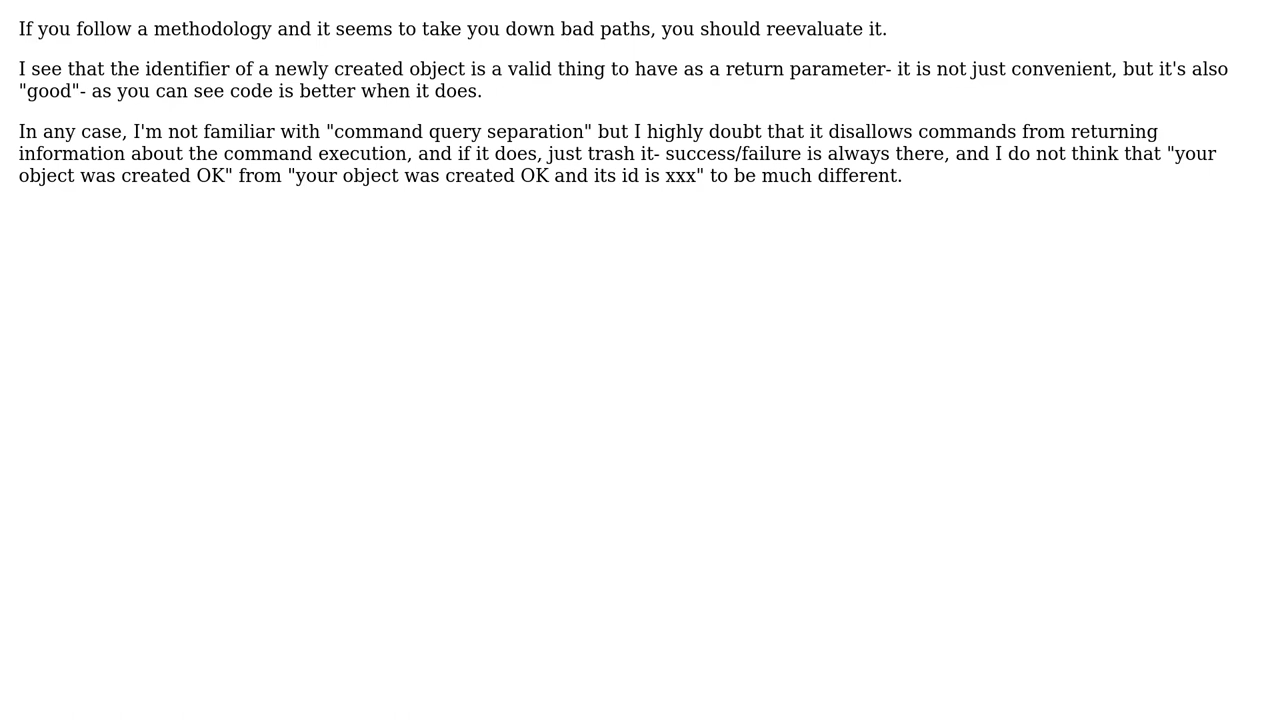 If you follow a methodology and it seems to take you down bad paths, you should reevaluate it.
I see that the identifier of a newly created object is a valid thing to have as a return parameter- it is not just convenient, but it's also
"good"- as you can see code is better when it does.
In any case, I'm not familiar with "command query separation" but I highly doubt that it disallows commands from returning
information about the command execution, and if it does, just trash it- success/failure is always there, and I do not think that "your
object was created OK" from "your object was created OK and its id is xxx" to be much different.